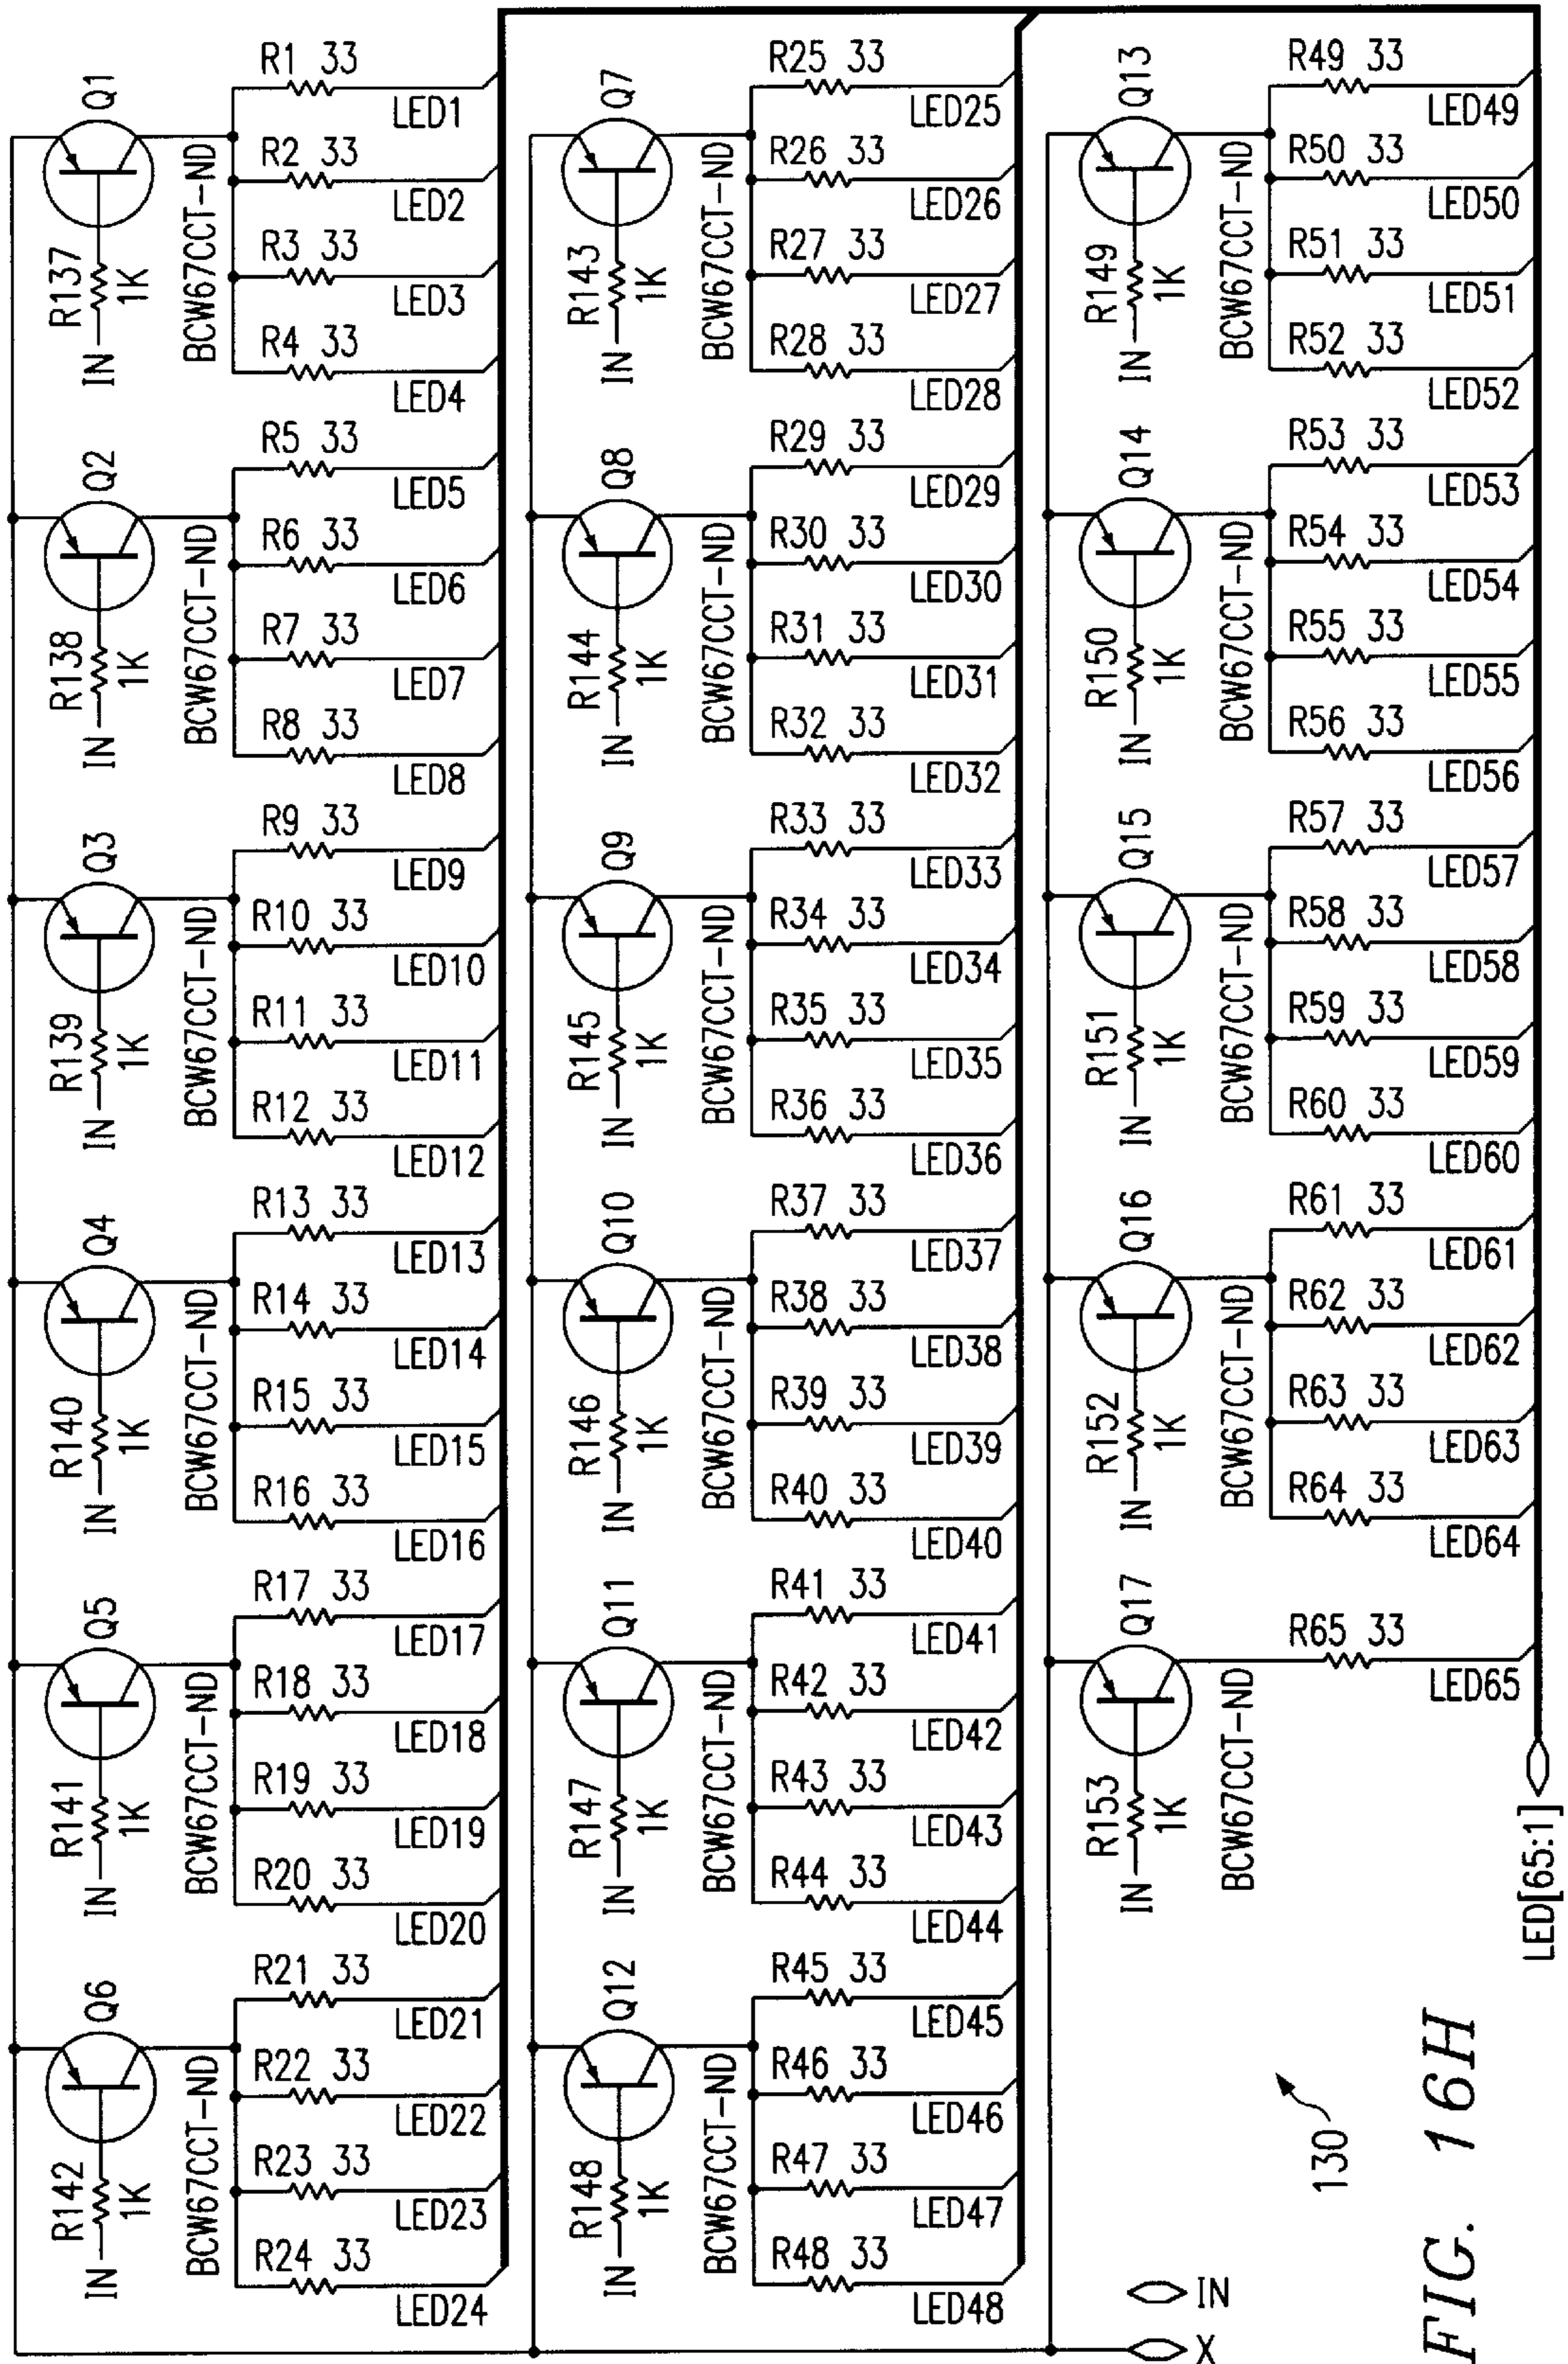 Q1
R137
1K
IN
BCW67CCT-ND
R1 33
LED1
R2 33
LED2
R3 33
LED3
R4 33
LED4
Q2
R138
1K
IN
BCW67CCT-ND
R5 33
LED5
R6 33
LED6
R7 33
LED7
R8 33
LED8
Q3
R139
1K
IN
BCW67CCT-ND
R9 33
LED9
R10 33
LED10
R11 33
LED11
R12 33
LED12
Q4
R140
1K
IN
BCW67CCT-ND
R13 33
LED13
R14 33
LED14
R15 33
LED15
R16 33
LED16
Q5
R141
1K
IN
BCW67CCT-ND
R17 33
LED17
R18 33
LED18
R19 33
LED19
R20 33
LED20
Q6
R142
1K
IN
BCW67CCT-ND
R21 33
LED21
R22 33
LED22
R23 33
LED23
R24 33
LED24
Q7
R143
1K
IN
BCW67CCT-ND
R25 33
LED25
R26 33
LED26
R27 33
LED27
R28 33
LED28
Q8
R144
1K
IN
BCW67CCT-ND
R29 33
LED29
R30 33
LED30
R31 33
LED31
R32 33
LED32
Q9
R145
1K
IN
BCW67CCT-ND
R33 33
LED33
R34 33
LED34
R35 33
LED35
R36 33
LED36
Q10
R146
1K
IN
BCW67CCT-ND
R37 33
LED37
R38 33
LED38
R39 33
LED39
R40 33
LED40
Q11
R147
1K
IN
BCW67CCT-ND
R41 33
LED41
R42 33
LED42
R43 33
LED43
R44 33
LED44
Q12
R148
1K
IN
BCW67CCT-ND
R45 33
LED45
R46 33
LED46
R47 33
LED47
R48 33
LED48
Q13
R149
1K
IN
BCW67CCT-ND
R49 33
LED49
R50 33
LED50
R51 33
LED51
R52 33
LED52
Q14
R150
1K
IN
BCW67CCT-ND
R53 33
LED53
R54 33
LED54
R55 33
LED55
R56 33
LED56
Q15
R151
1K
IN
BCW67CCT-ND
R57 33
LED57
R58 33
LED58
R59 33
LED59
R60 33
LED60
Q16
R152
1K
IN
BCW67CCT-ND
R61 33
LED61
R62 33
LED62
R63 33
LED63
R64 33
LED64
Q17
R153
1K
IN
BCW67CCT-ND
R65 33
LED65
LED[65:1]
130
IN
X
FIG. 16H